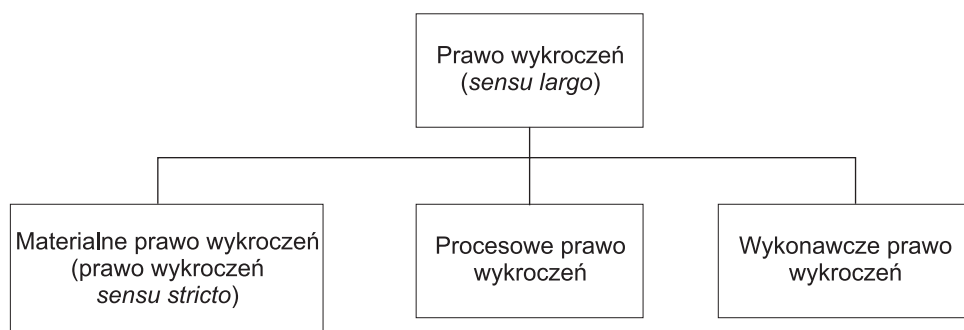 Prawo wykroczeń
(sensu largo)
Materialne prawo wykroczeń
(prawo wykroczeń
sensu stricto)
Procesowe prawo
wykroczeń
Wykonawcze prawo
wykroczeń